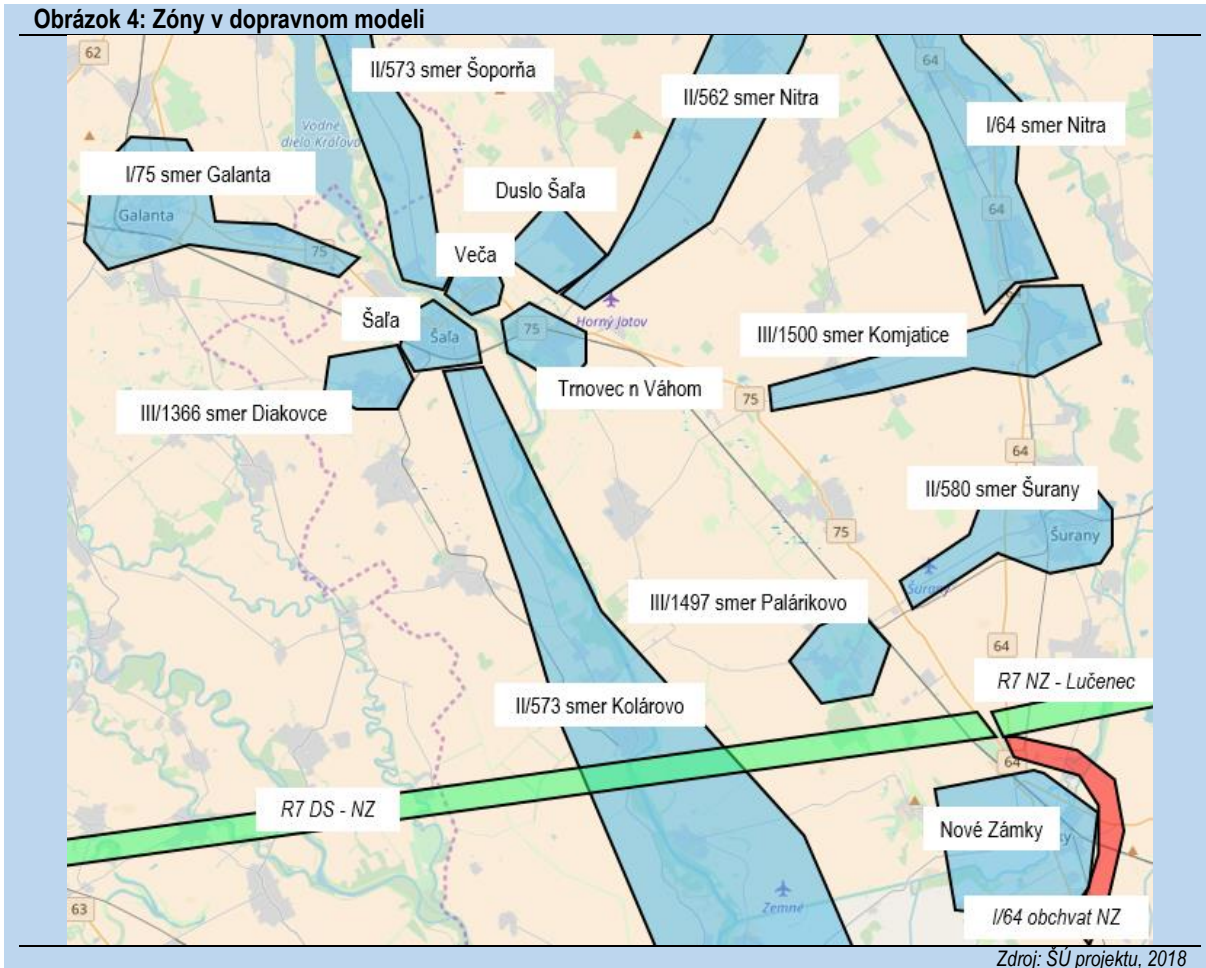 Obrázok 4: Zóny v dopravnom modeli
62
II/573 smer Šoporňa
64
II/562 smer Nitra
I/64 smer Nitra
Vodné
dielo Kráľová
I/75 smer Galanta
Duslo Šaľa
Galanta
64
75
Veča
64
Šaľa
Šaľa
75
Horný Jatov
III/1500 smer Komjatice
Trnovec n Váhom
75
III/1366 smer Diakovce
64
II/580 smer Šurany
75
Šurany
Šurany
III/1497 smer Palárikovo
64
R7 NZ - Lučenec
II/573 smer Kolárovo
64
R7 DS - NZ
Nové Zámky
Zemné
63
I/64 obchvat NZ
Zdroj: ŠÚ projektu, 2018